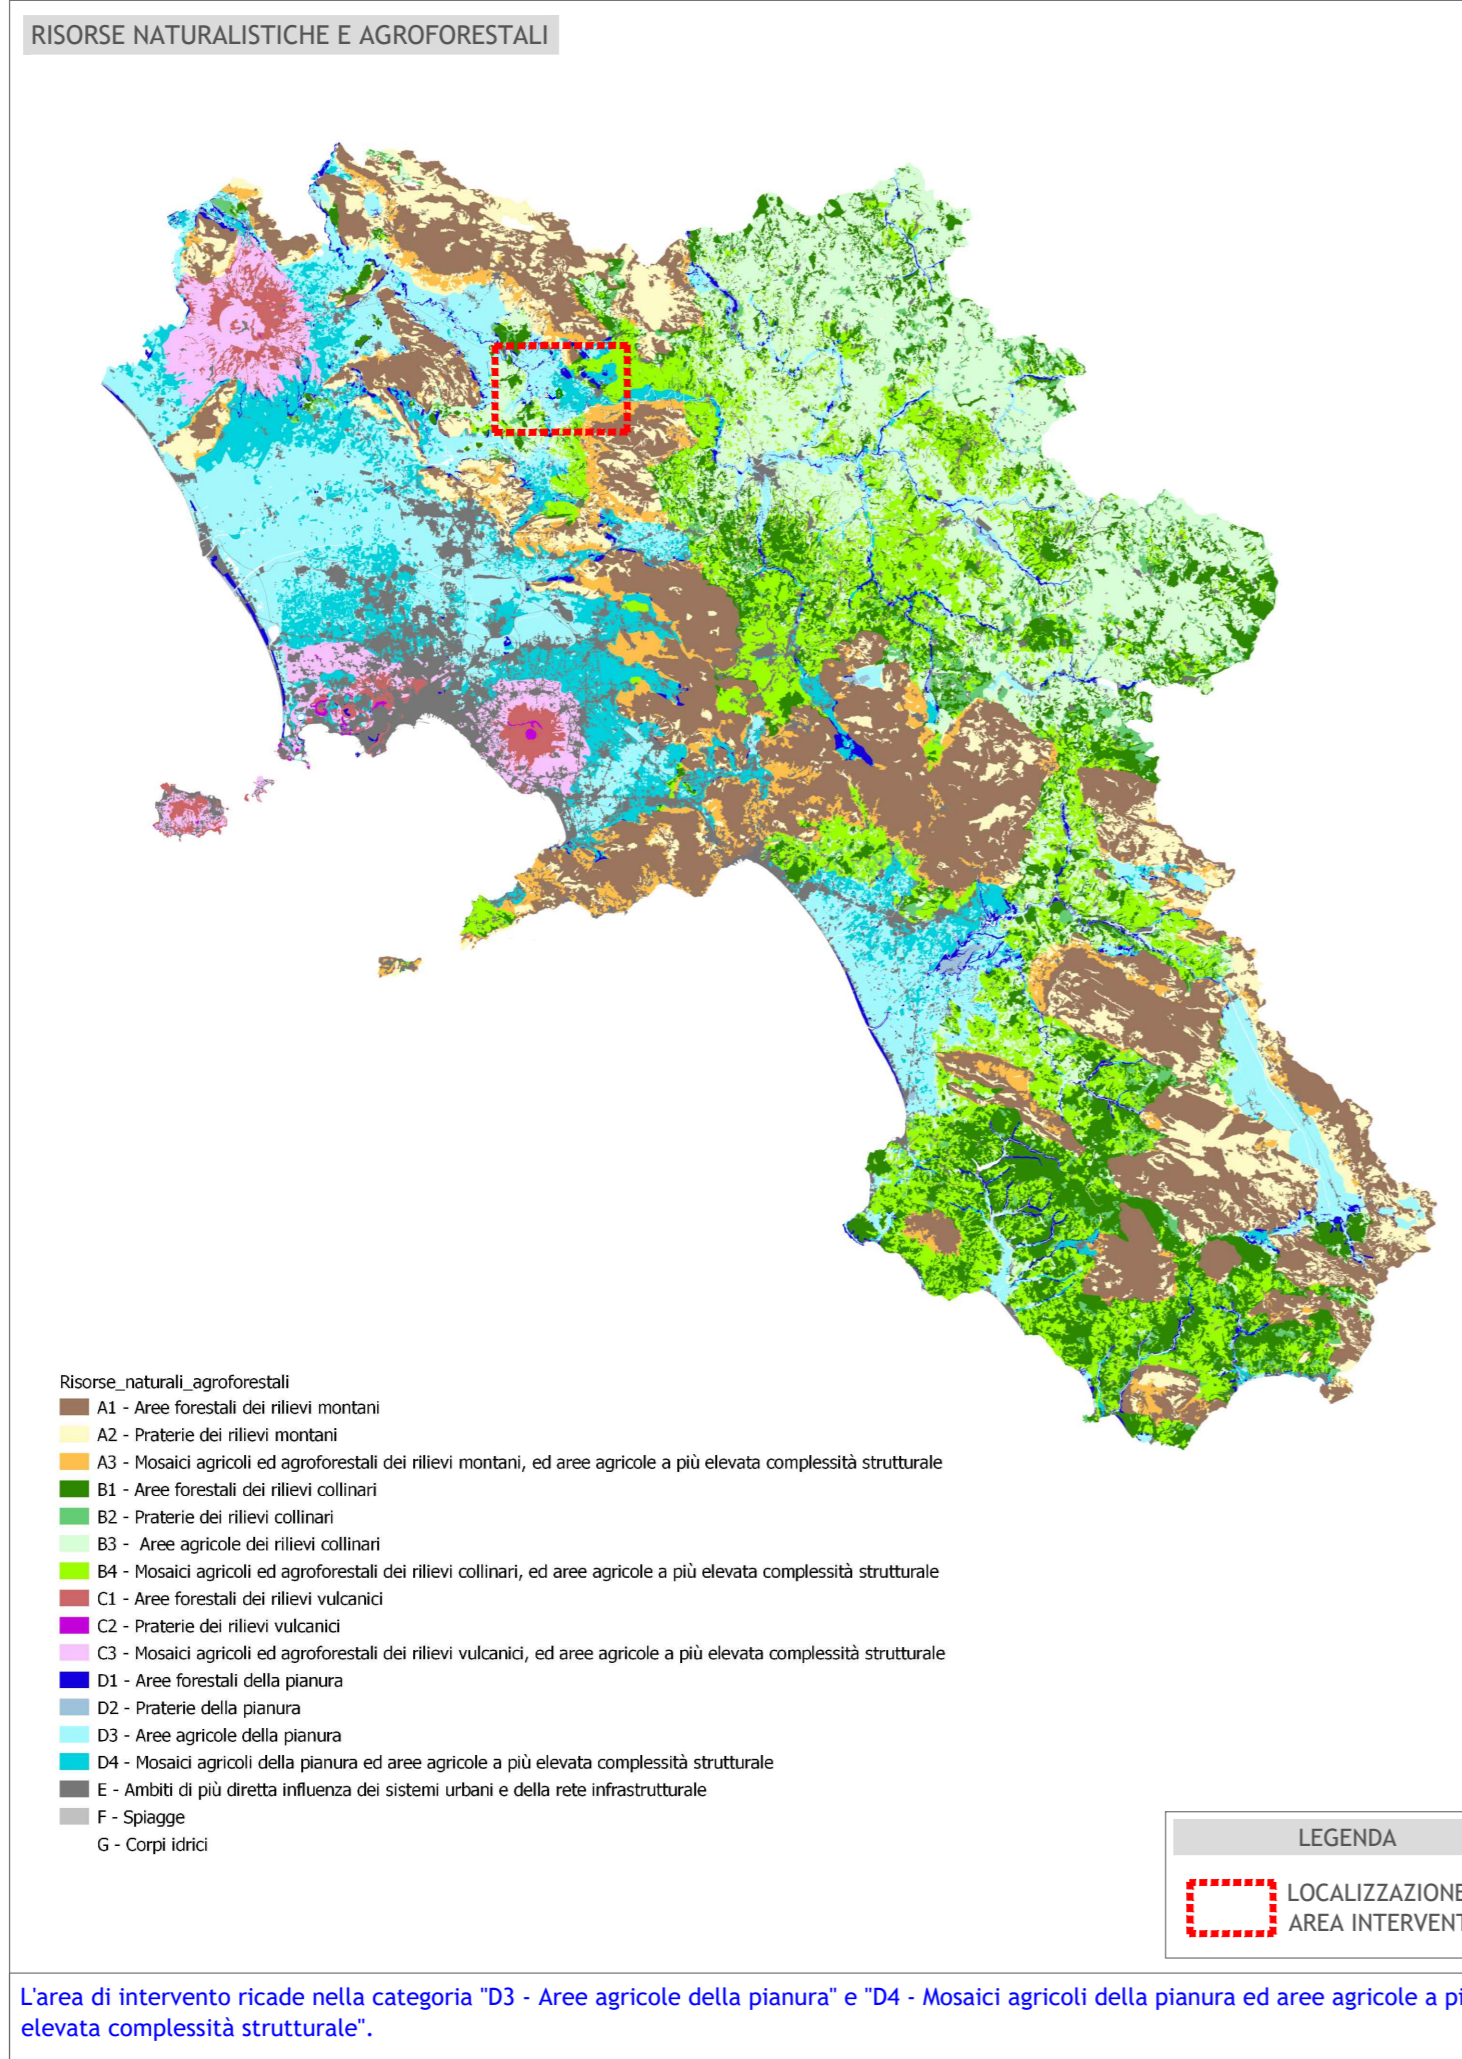 RISORSE NATURALISTICHE E AGROFORESTALI
Risorse_naturali_agroforestali
A1 - Aree forestali dei rilievi montani
A2 - Praterie dei rilievi montani
A3 - Mosaici agricoli ed agroforestali dei rilievi montani, ed aree agricole a più elevata complessità strutturale
B1 - Aree forestali dei rilievi collinari
B2 - Praterie dei rilievi collinari
B3 - Aree agricole dei rilievi collinari
B4 - Mosaici agricoli ed agroforestali dei rilievi collinari, ed aree agricole a più elevata complessità strutturale
C1 - Aree forestali dei rilievi vulcanici
C2 - Praterie dei rilievi vulcanici
C3 - Mosaici agricoli ed agroforestali dei rilievi vulcanici, ed aree agricole a più elevata complessità strutturale
D1 - Aree forestali della pianura
D2 - Praterie della pianura
D3 - Aree agricole della pianura
D4 - Mosaici agricoli della pianura ed aree agricole a più elevata complessità strutturale
E - Ambiti di più diretta influenza dei sistemi urbani e della rete infrastrutturale
F - Spiagge
G - Corpi idrici
LEGENDA
LOCALIZZAZIONE
AREA INTERVENT
L'area di intervento ricade nella categoria "D3 - Aree agricole della pianura" e "D4 - Mosaici agricoli della pianura ed aree agricole a pi
elevata complessità strutturale".